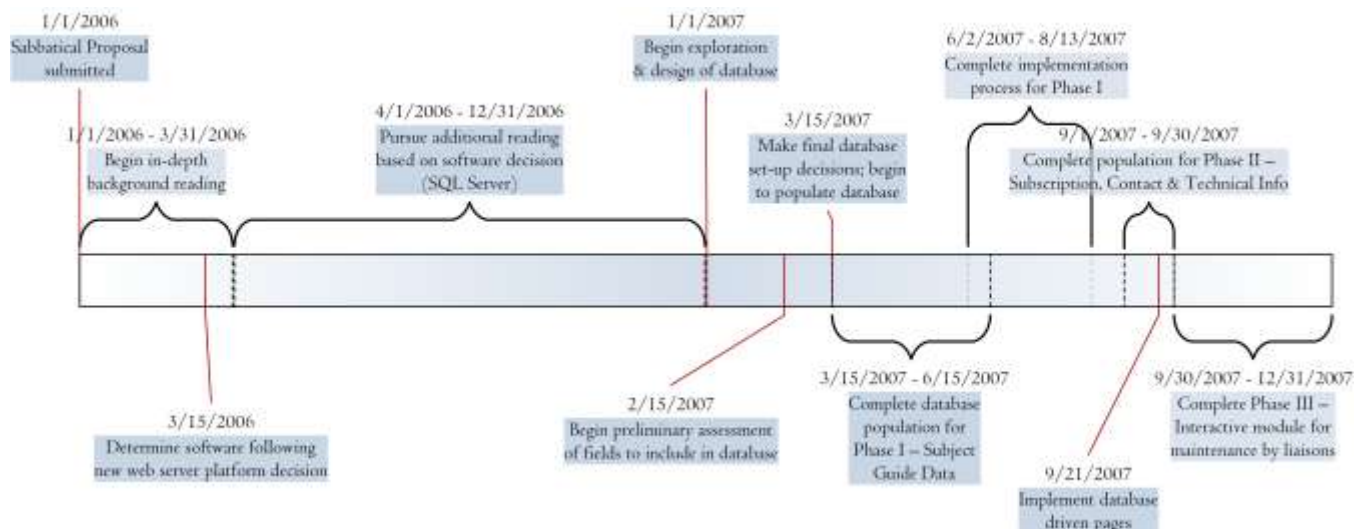 1/1/2006
Sabbatical Proposal
submitted
1/1/2006 - 3/31/2006
Begin in-depth
background reading
4/1/2006 - 12/31/2006
Pursue additional reading
based on software decision
(SQL Server)
1/1/2007
Begin exploration
& design of database
3/15/2007
Make final database
set-up decisions; begin
to populate database
6/2/2007 - 8/13/2007
Complete implementation
process for Phase I
9/1/2007 - 9/30/2007
Complete population for Phase II –
Subscription, Contact & Technical Info
3/15/2006
Determine software following
new web server platform decision
2/15/2007
Begin preliminary assessment
of fields to include in database
3/15/2007 - 6/15/2007
Complete database
population for
Phase I – Subject
Guide Data
9/21/2007
Implement database
driven pages
9/30/2007 - 12/31/2007
Complete Phase III –
Interactive module for
maintenance by liaisons